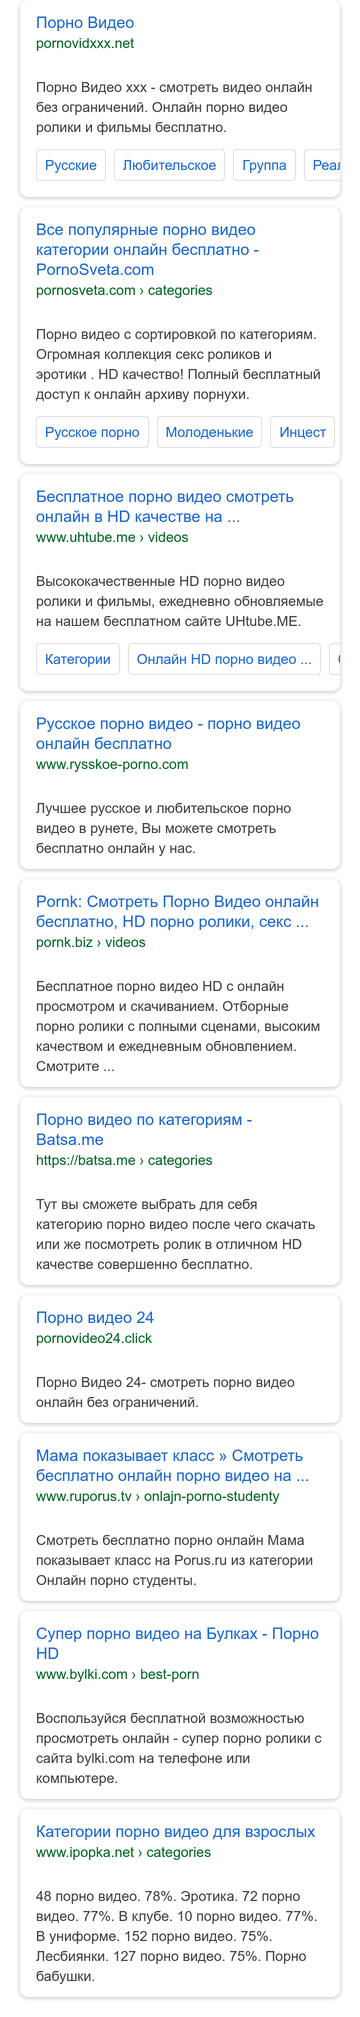 Порно Видео
pornovidxxx.net
Порно Видео xxx - смотреть видео онлайн
без ограничений. Онлайн порно видео
ролики и фильмы бесплатно.
Русские Любительское Группа
Все популярные порно видео
категории онлайн бесплатно -
PornoSveta.com
pornosveta.com › categories
Порно видео с сортировкой по категориям.
Огромная коллекция секс роликов и
эротики . HD качество! Полный бесплатный
доступ к онлайн архиву порнухи.
Русское порно Молоденькие Инцест
Бесплатное порно видео смотреть
онлайн в HD качестве на ...
www.uhtube.me › videos
Высококачественные HD порно видео
ролики и фильмы, ежедневно обновляемые
на нашем бесплатном сайте UHtube.ME.
Категории Онлайн HD порно видео ...
Русское порно видео - порно видео
онлайн бесплатно
www.rysskoe-porno.com
Лучшее русское и любительское порно
видео в рунете, Вы можете смотреть
бесплатно онлайн у нас.
Pornk: Смотреть Порно Видео онлайн
бесплатно, HD порно ролики, секс ...
pornk.biz › videos
Бесплатное порно видео HD с онлайн
просмотром и скачиванием. Отборные
порно ролики с полными сценами, высоким
качеством и ежедневным обновлением.
Смотрите ...
Порно видео по категориям -
Batsa.me
https://batsa.me › categories
Тут вы сможете выбрать для себя
категорию порно видео после чего скачать
или же посмотреть ролик в отличном HD
качестве совершенно бесплатно.
Порно видео 24
pornovideo24.click
Порно Видео 24- смотреть порно видео
онлайн без ограничений.
Мама показывает класс » Смотреть
бесплатно онлайн порно видео на ...
www.ruporus.tv › onlajn-porno-studenty
Смотреть бесплатно порно онлайн Мама
показывает класс на Porus.ru из категории
Онлайн порно студенты.
Супер порно видео на Булках - Порно
HD
www.bylki.com › best-porn
Воспользуйся бесплатной возможностью
просмотреть онлайн - супер порно ролики с
сайта bylki.com на телефоне или
компьютере.
Категории порно видео для взрослых
www.ipopka.net › categories
48 порно видео. 78%. Эротика. 72 порно
видео. 77%. В клубе. 10 порно видео. 77%.
В униформе. 152 порно видео. 75%.
Лесбиянки. 127 порно видео. 75%. Порно
бабушки.